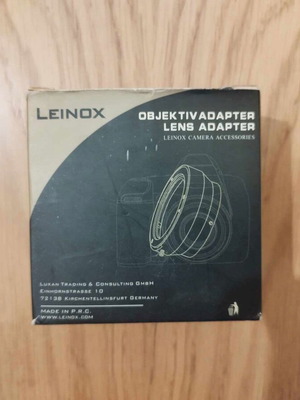 LEINOX
OBJEKTIVADAPTER
LENS ADAPTER
LEINOX CAMERA ACCESSORIES
LUXAN TRADING & CONSULTING GMBH
EINHORNSTRASSE 10
72138 KIRCHENTELLINSFURT GERMANY
MADE IN P.R.C.
WWW.LEINOX.COM